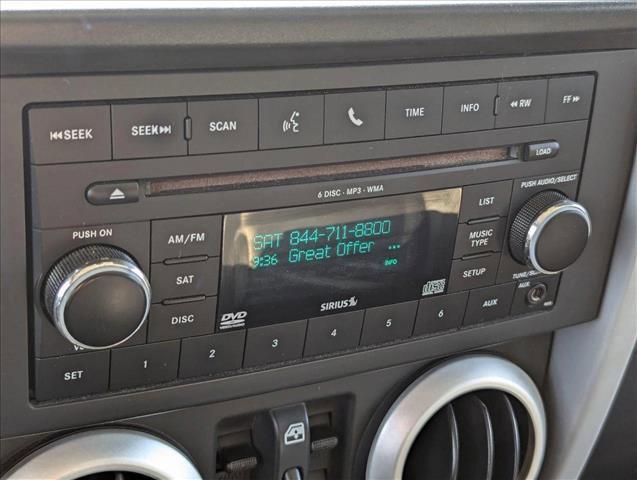 SEEK
SEEK
SCAN
TIME
INFO
RW
FF
LOAD
6 DISC · MP3 · WMA
PUSH AUDIO/SELECT
PUSH ON
AM/FM
SAT
DISC
SAT 844-711-8800
9:36 Great Offer ...
INFO
DVD
SIRIUS
LIST
MUSIC
TYPE
SETUP
AUX
AUX
SET
1
2
3
4
5
6